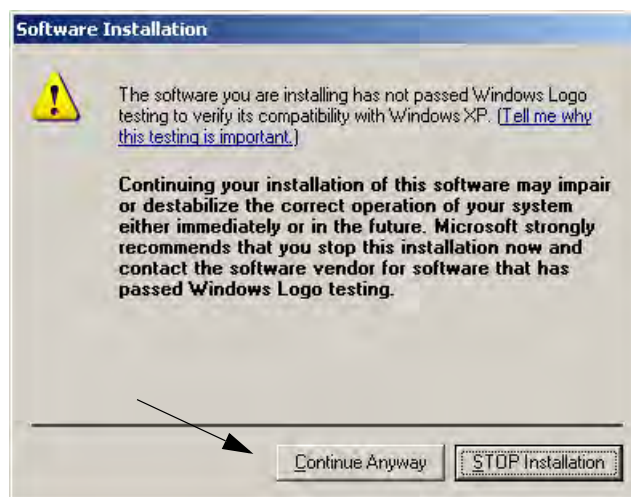 Software Installation
The software you are installing has not passed Windows Logo
testing to verify its compatibility with Windows XP. (Tell me why
this testing is important.)
Continuing your installation of this software may impair
or destabilize the correct operation of your system
either immediately or in the future. Microsoft strongly
recommends that you stop this installation now and
contact the software vendor for software that has
passed Windows Logo testing.
Continue Anyway
STOP Installation